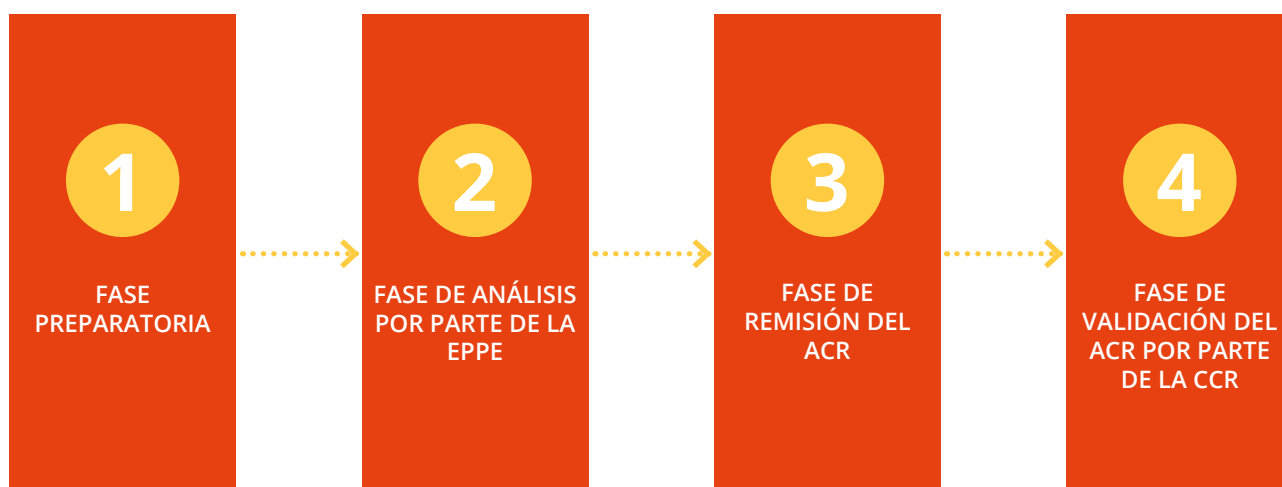 1
FASE
PREPARATORIA
2
FASE DE ANÁLISIS
POR PARTE DE LA
EPPE
3
FASE DE
REMISIÓN DEL
ACR
4
FASE DE
VALIDACIÓN DEL
ACR POR PARTE
DE LA CCR